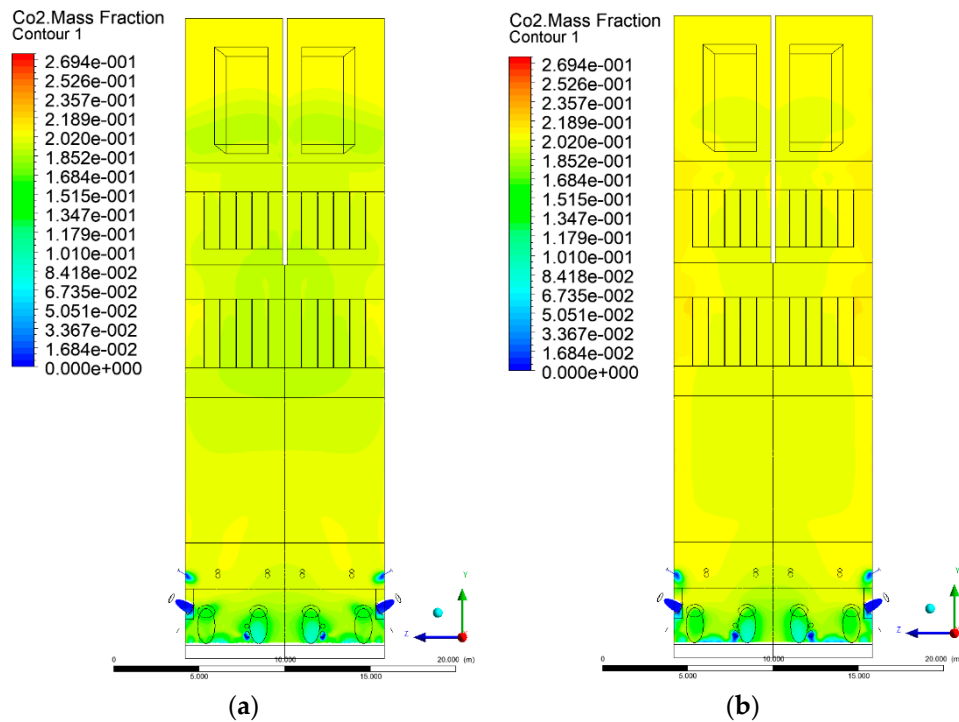 Co2.Mass Fraction
Contour 1
2.694e-001
2.526e-001
2.357e-001
2.189e-001
2.020e-001
1.852e-001
1.684e-001
1.515e-001
1.347e-001
1.179e-001
1.010e-001
8.418e-002
6.735e-002
5.051e-002
3.367e-002
1.684e-002
0.000e+000
Y
Z
0
10.000
20.000 (m)
5.000
15.000
(a)
Co2.Mass Fraction
Contour 1
2.694e-001
2.526e-001
2.357e-001
2.189e-001
2.020e-001
1.852e-001
1.684e-001
1.515e-001
1.347e-001
1.179e-001
1.010e-001
8.418e-002
6.735e-002
5.051e-002
3.367e-002
1.684e-002
0.000e+000
Y
Z
0
10.000
20.000 (m)
5.000
15.000
(b)